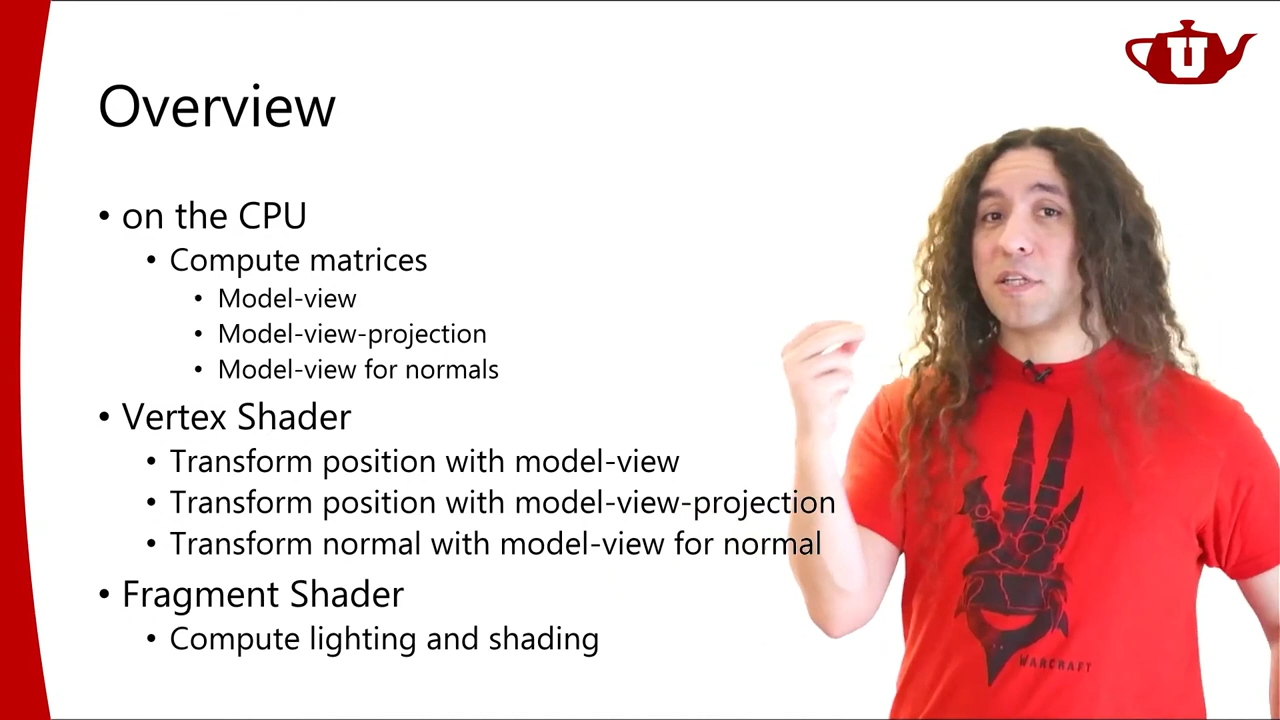 U
Overview
• on the CPU
• Compute matrices
• Model-view
• Model-view-projection
• Model-view for normals
• Vertex Shader
• Transform position with model-view
• Transform position with model-view-projection
• Transform normal with model-view for normal
• Fragment Shader
• Compute lighting and shading
WARCRAFT